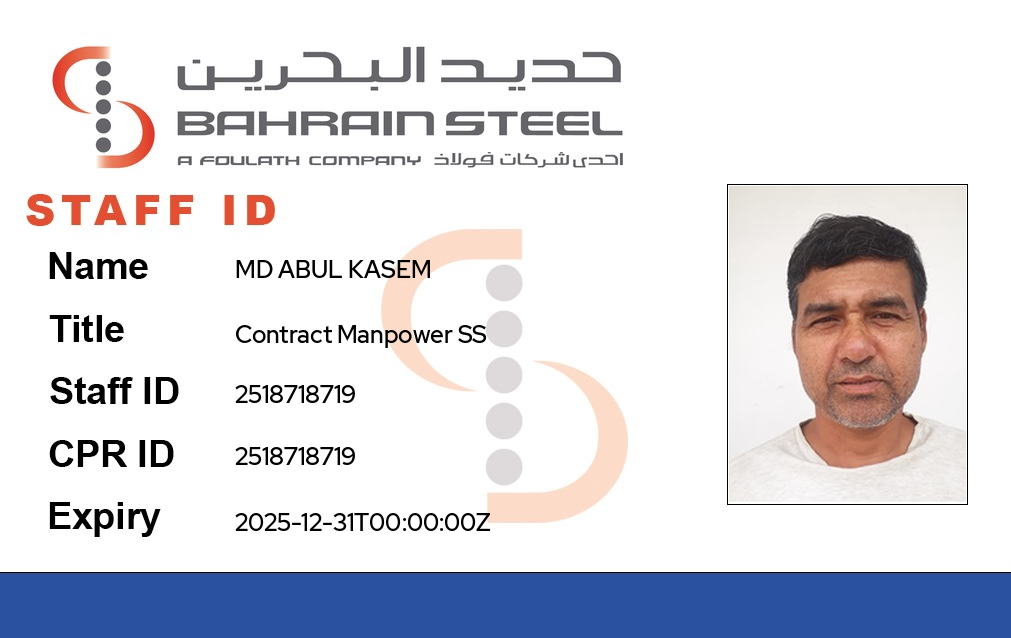 حديد البحرين
BAHRAIN STEEL
A FOULATH COMPANY احدى شركات فولاذ
STAFF ID
Name MD ABUL KASEM
Title Contract Manpower SS
Staff ID 2518718719
CPR ID 2518718719
Expiry 2025-12-31T00:00:00Z